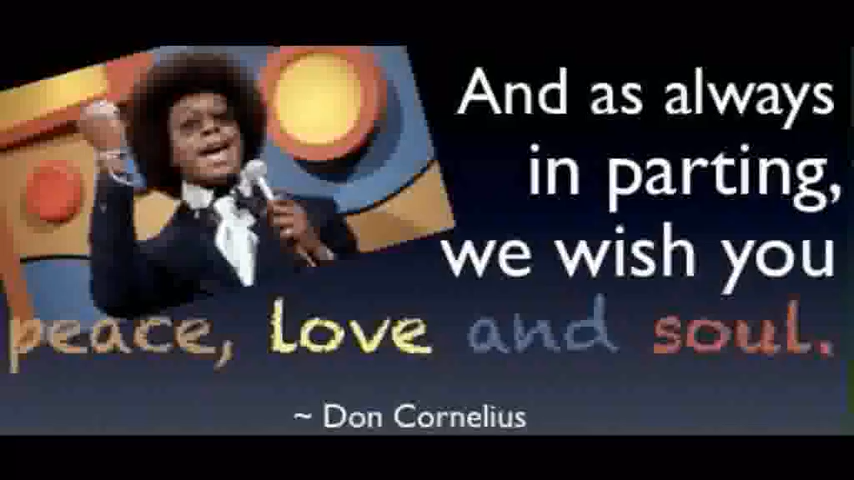 And as always
in parting,
we wish you
peace, love and soul.
~ Don Cornelius